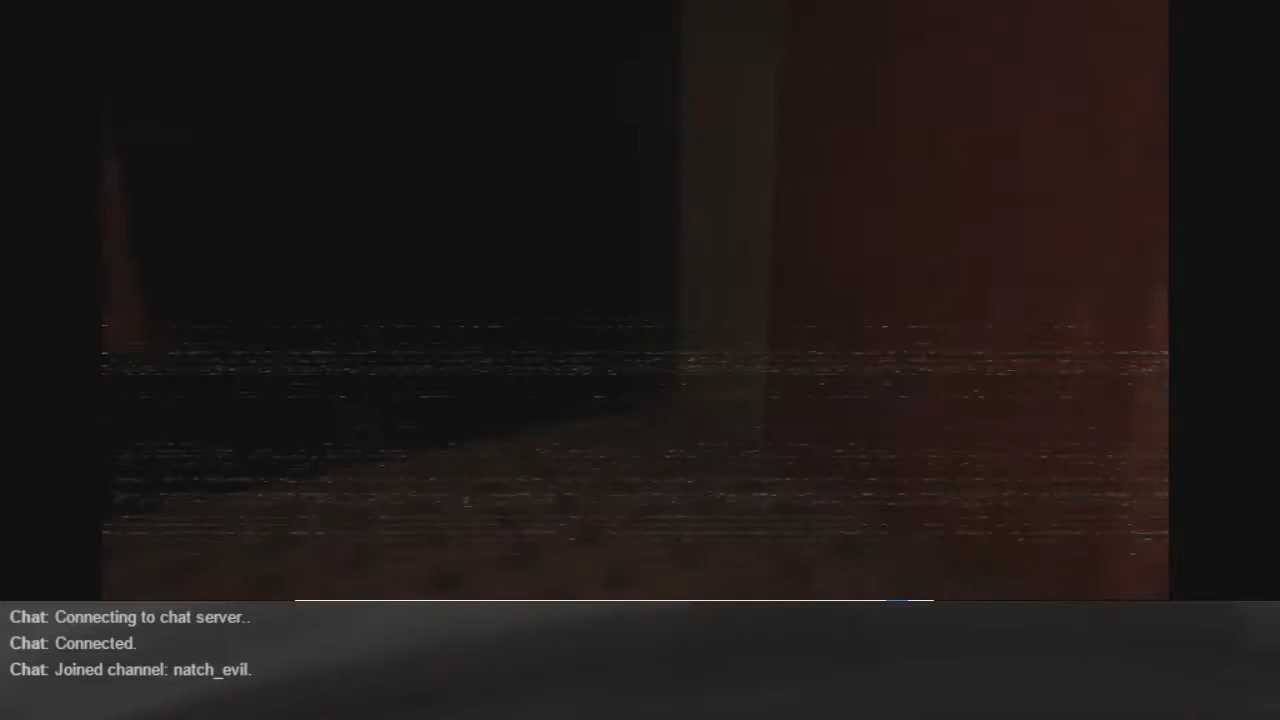 Chat: Connecting to chat server..
Chat: Connected.
Chat: Joined channel: natch_evil.